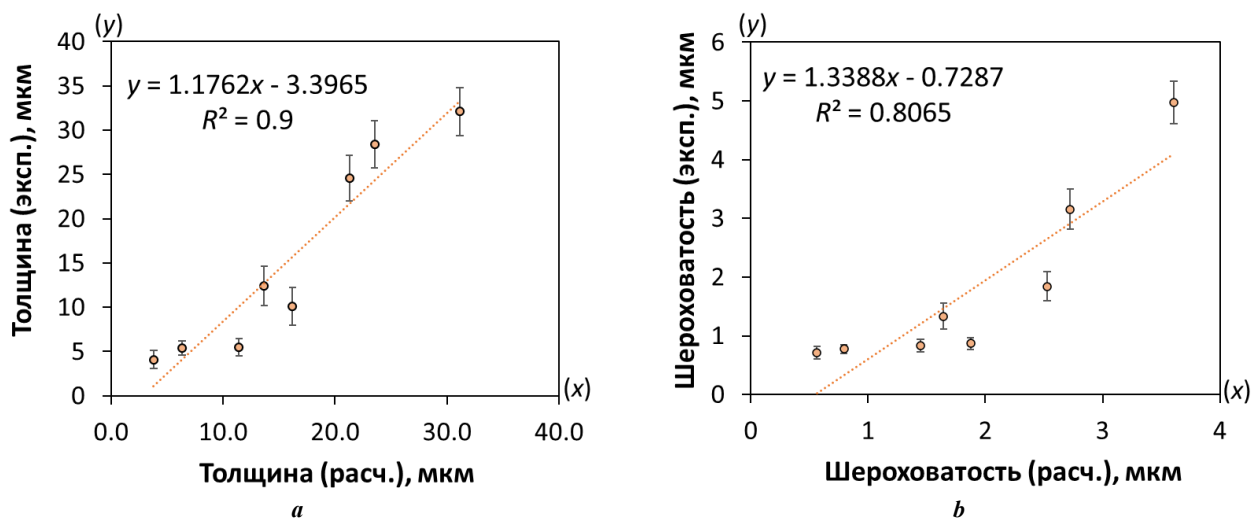 (y)
40
35
30
25
20
15
10
5
0
y = 1.1762x - 3.3965
R² = 0.9
Толщина (эксп.), мкм
(x)
0.0 10.0 20.0 30.0 40.0
Толщина (расч.), мкм
a
(y)
6
5
4
3
2
1
0
y = 1.3388x - 0.7287
R² = 0.8065
Шероховатость (эксп.), мкм
(x)
0 1 2 3 4
Шероховатость (расч.), мкм
b